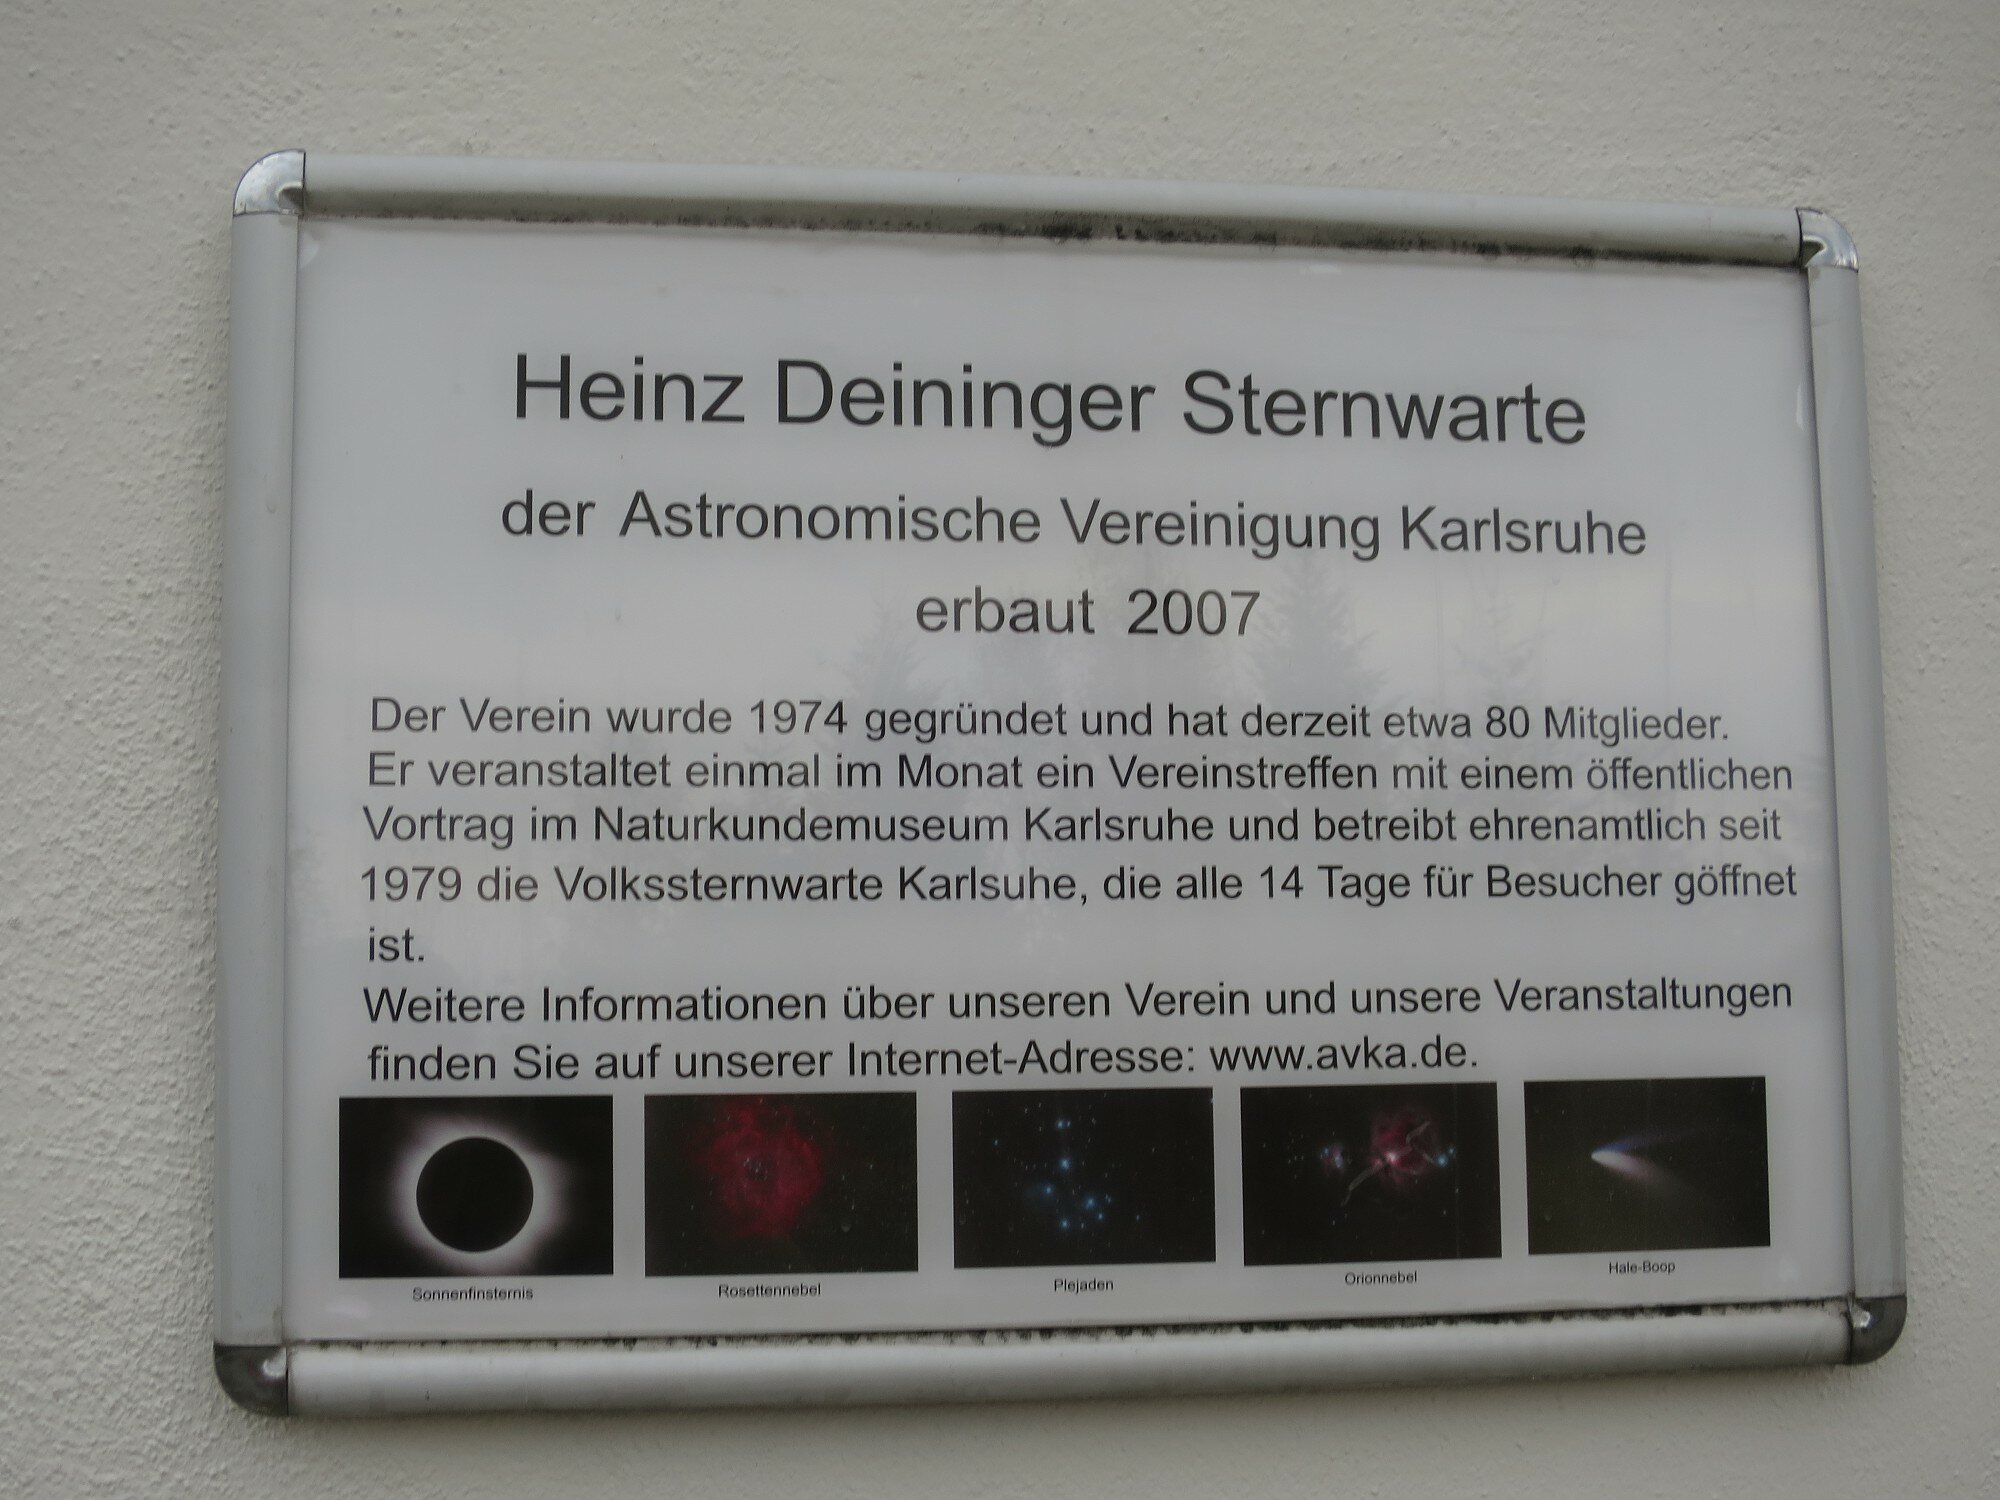 Heinz Deininger Sternwarte
der Astronomische Vereinigung Karlsruhe
erbaut 2007
Der Verein wurde 1974 gegründet und hat derzeit etwa 80 Mitglieder.
Er veranstaltet einmal im Monat ein Vereinstreffen mit einem öffentlichen
Vortrag im Naturkundemuseum Karlsruhe und betreibt ehrenamtlich seit
1979 die Volkssternwarte Karlsuhe, die alle 14 Tage für Besucher göffnet
ist.
Weitere Informationen über unseren Verein und unsere Veranstaltungen
finden Sie auf unserer Internet-Adresse: www.avka.de.
Sonnenfinsternis
Rosettennebel
Plejaden
Orionnebel
Hale-Boop